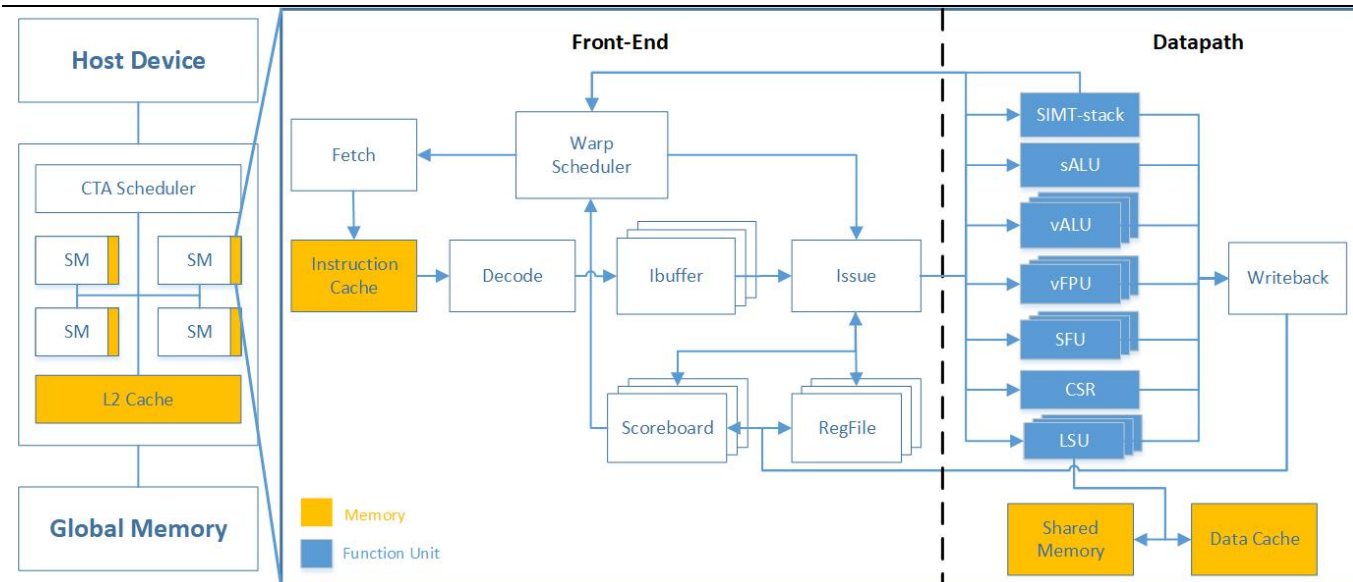 Host Device
CTA Scheduler
SM
SM
SM
SM
L2 Cache
Global Memory
Front-End
Datapath
Fetch
Warp
Scheduler
Instruction
Cache
Decode
Ibuffer
Issue
Scoreboard
RegFile
Memory
Function Unit
SIMT-stack
sALU
vALU
vFPU
SFU
CSR
LSU
Writeback
Shared
Memory
Data Cache